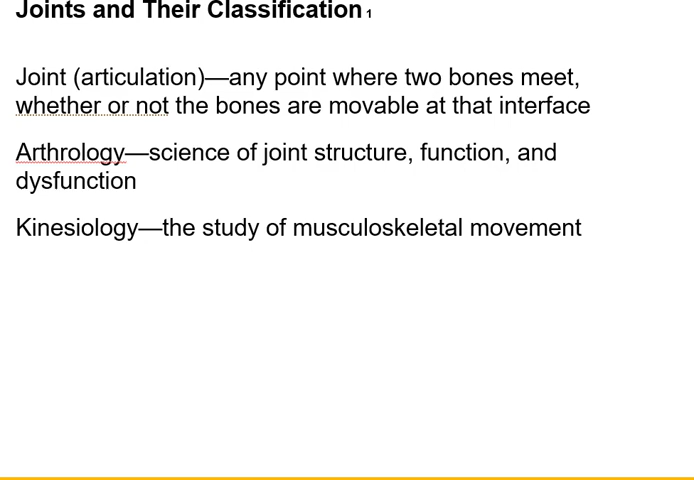 Joints and Their Classification 1
Joint (articulation)—any point where two bones meet,
whether or not the bones are movable at that interface
Arthrology—science of joint structure, function, and
dysfunction
Kinesiology—the study of musculoskeletal movement